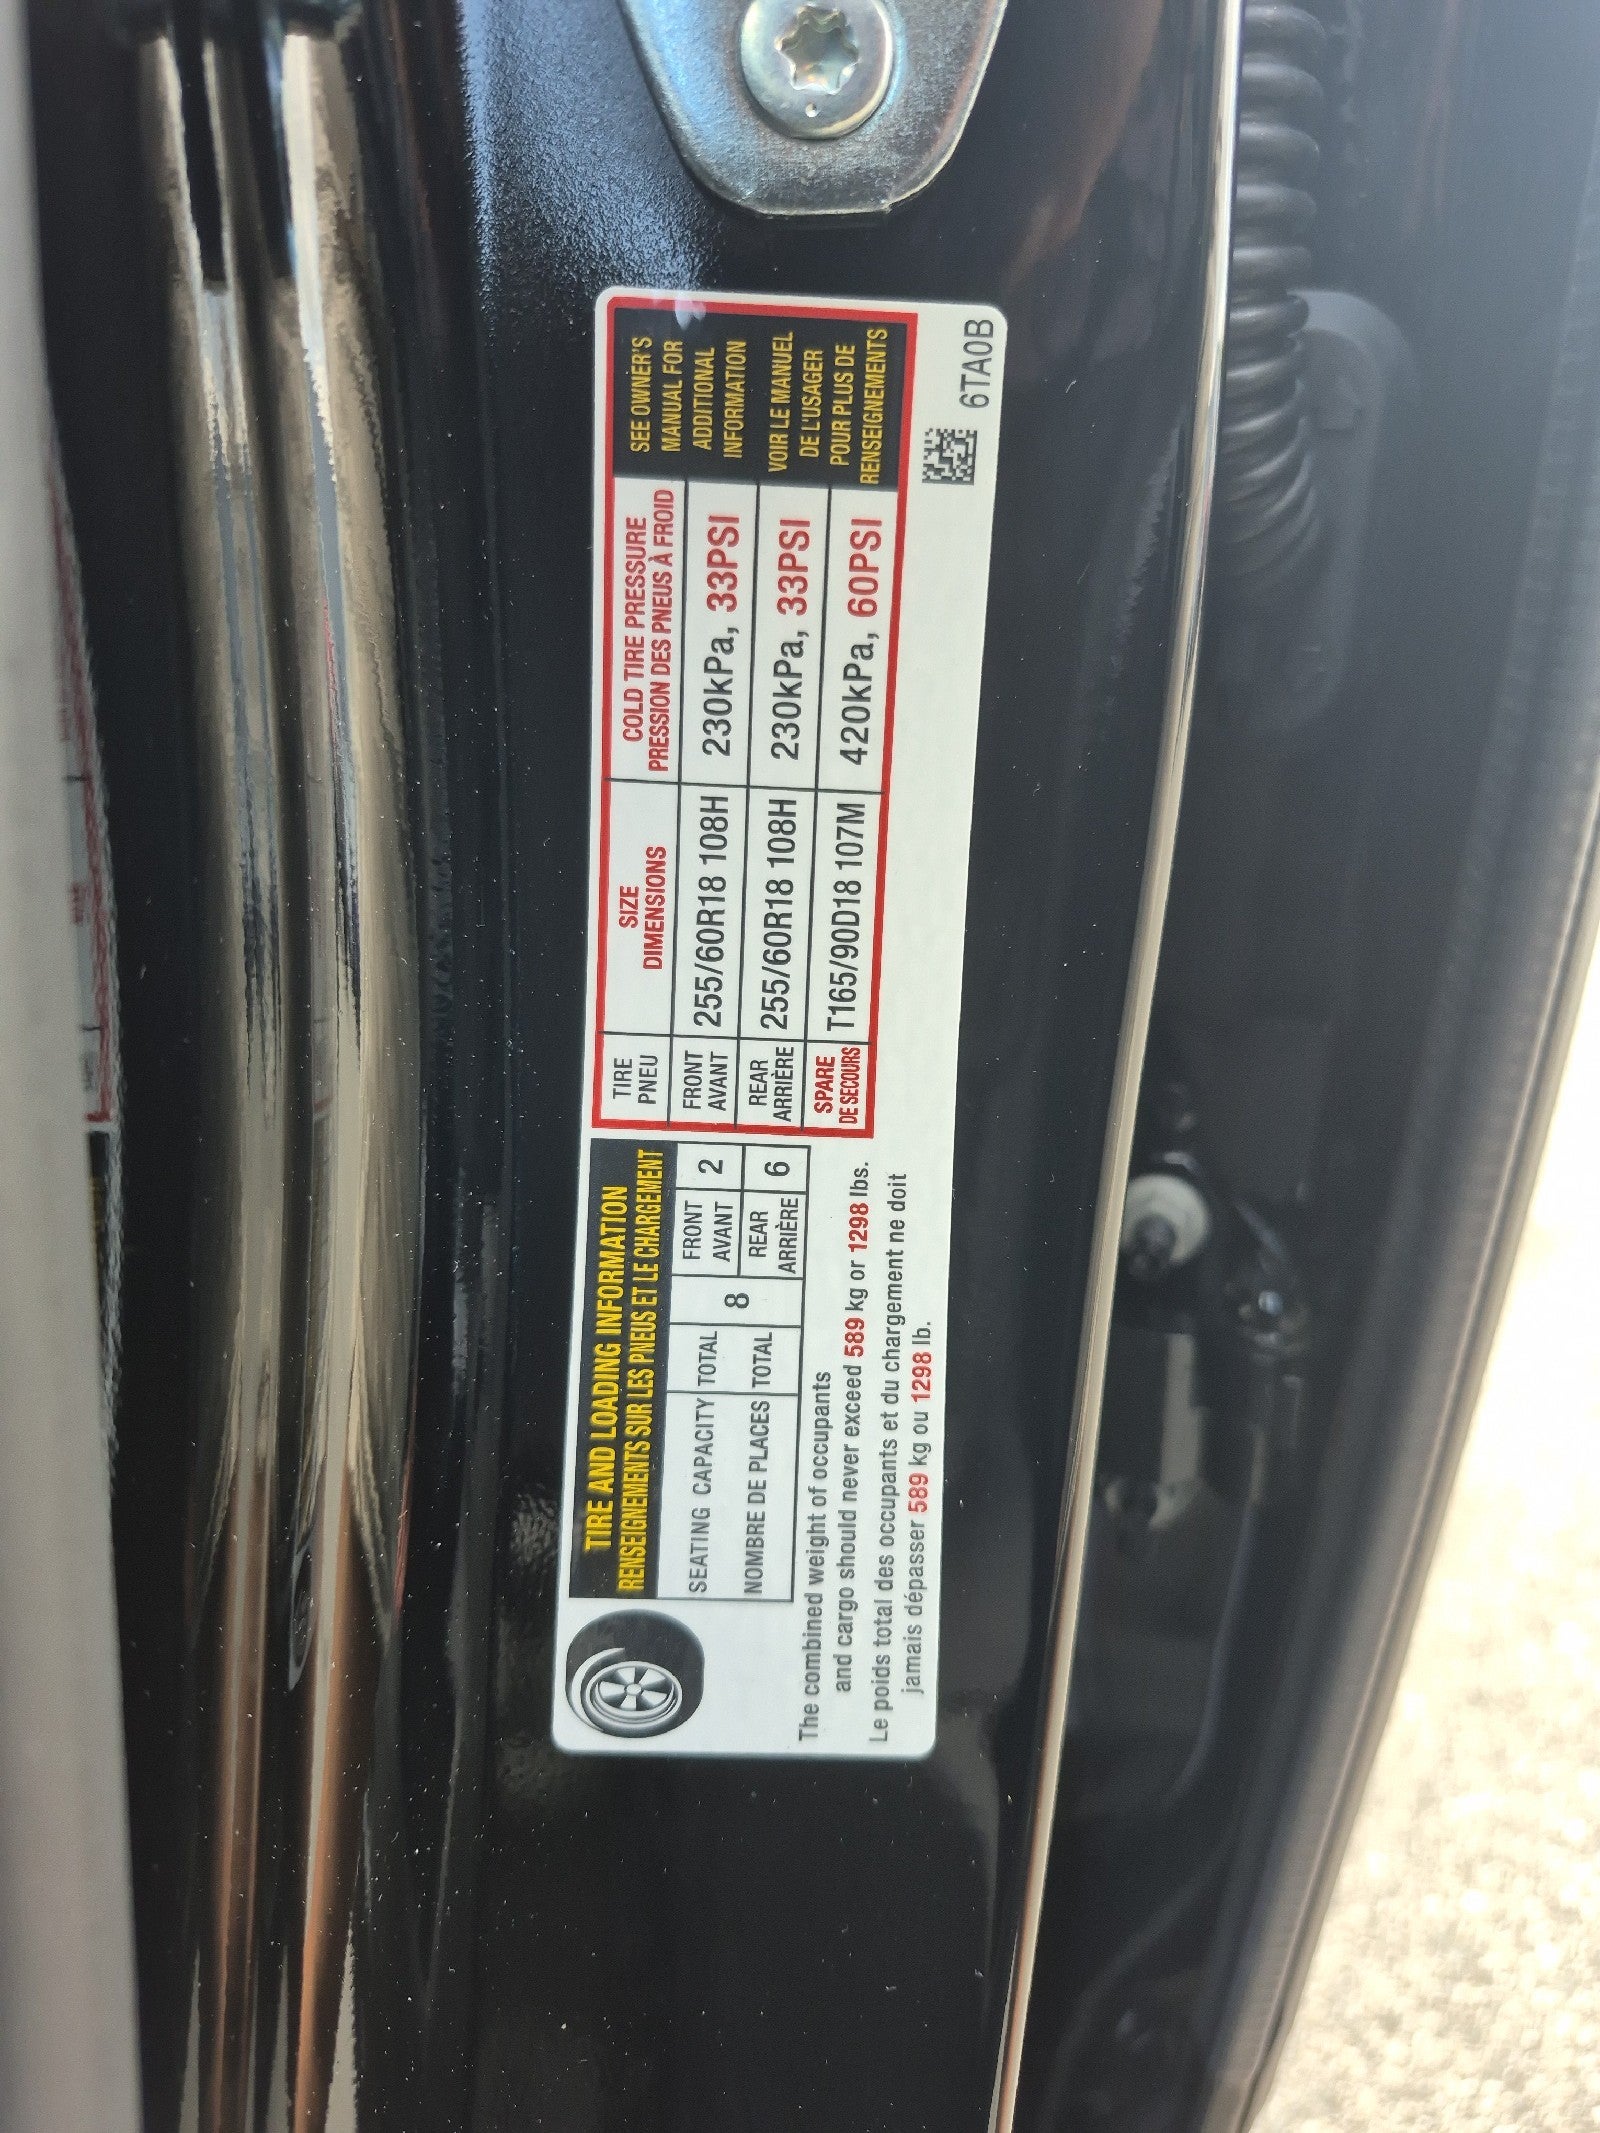 TIRE AND LOADING INFORMATION
RENSEIGNEMENTS SUR LES PNEUS ET LE CHARGEMENT
SEATING CAPACITY TOTAL 8 FRONT 2
AVANT
NOMBRE DE PLACES TOTAL REAR 6
ARRIÈRE
The combined weight of occupants
and cargo should never exceed 589 kg or 1298 lbs.
Le poids total des occupants et du chargement ne doit
jamais dépasser 589 kg ou 1298 lb.
TIRE SIZE COLD TIRE PRESSURE
PNEU DIMENSIONS PRESSION DES PNEUS À FROID
FRONT 255/60R18 108H 230kPa, 33PSI
AVANT
REAR 255/60R18 108H 230kPa, 33PSI
ARRIÈRE
SPARE T165/90D18 107M 420kPa, 60PSI
DE SECOURS
SEE OWNER'S
MANUAL FOR
ADDITIONAL
INFORMATION
VOIR LE MANUEL
DE L'USAGER
POUR PLUS DE
RENSEIGNEMENTS
6TA0B